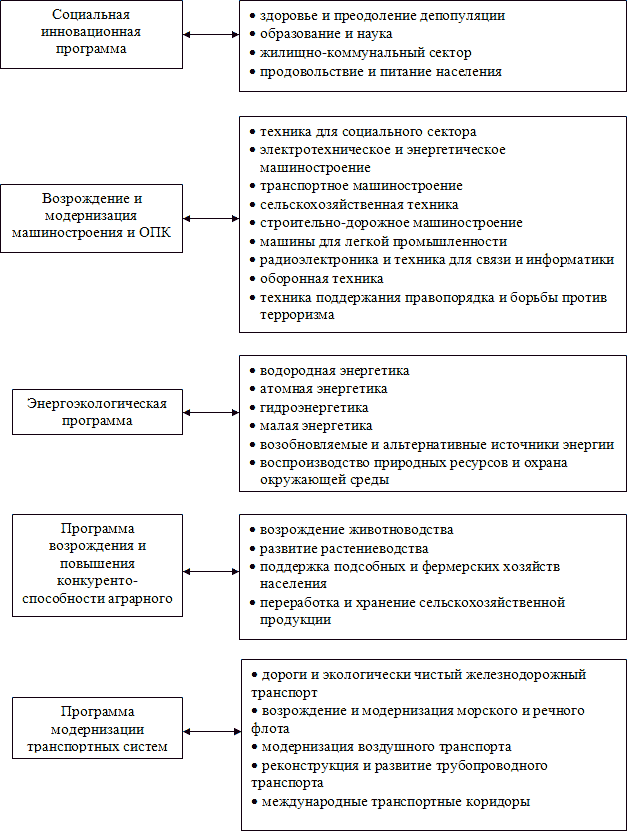 Социальная
инновационная
программа
• здоровье и преодоление депопуляции
• образование и наука
• жилищно-коммунальный сектор
• продовольствие и питание населения
Возрождение и
модернизация
машиностроения и ОПК
• техника для социального сектора
• электротехническое и энергетическое
машиностроение
• транспортное машиностроение
• сельскохозяйственная техника
• строительно-дорожное машиностроение
• машины для легкой промышленности
• радиоэлектроника и техника для связи и информатики
• оборонная техника
• техника поддержания правопорядка и борьбы против
терроризма
Энергоэкологическая
программа
• водородная энергетика
• атомная энергетика
• гидроэнергетика
• малая энергетика
• возобновляемые и альтернативные источники энергии
• воспроизводство природных ресурсов и охрана
окружающей среды
Программа
возрождения и
повышения
конкуренто-
способности аграрного
• возрождение животноводства
• развитие растениеводства
• поддержка подсобных и фермерских хозяйств
населения
• переработка и хранение сельскохозяйственной
продукции
Программа
модернизации
транспортных систем
• дороги и экологически чистый железнодорожный
транспорт
• возрождение и модернизация морского и речного
флота
• модернизация воздушного транспорта
• реконструкция и развитие трубопроводного
транспорта
• международные транспортные коридоры